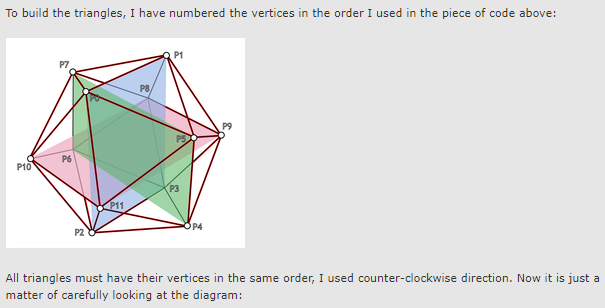 To build the triangles, I have numbered the vertices in the order I used in the piece of code above:
P1
P7
P8
P0
P9
P5
P6
P10
P3
P11
P4
P2
All triangles must have their vertices in the same order, I used counter-clockwise direction. Now it is just a
matter of carefully looking at the diagram: